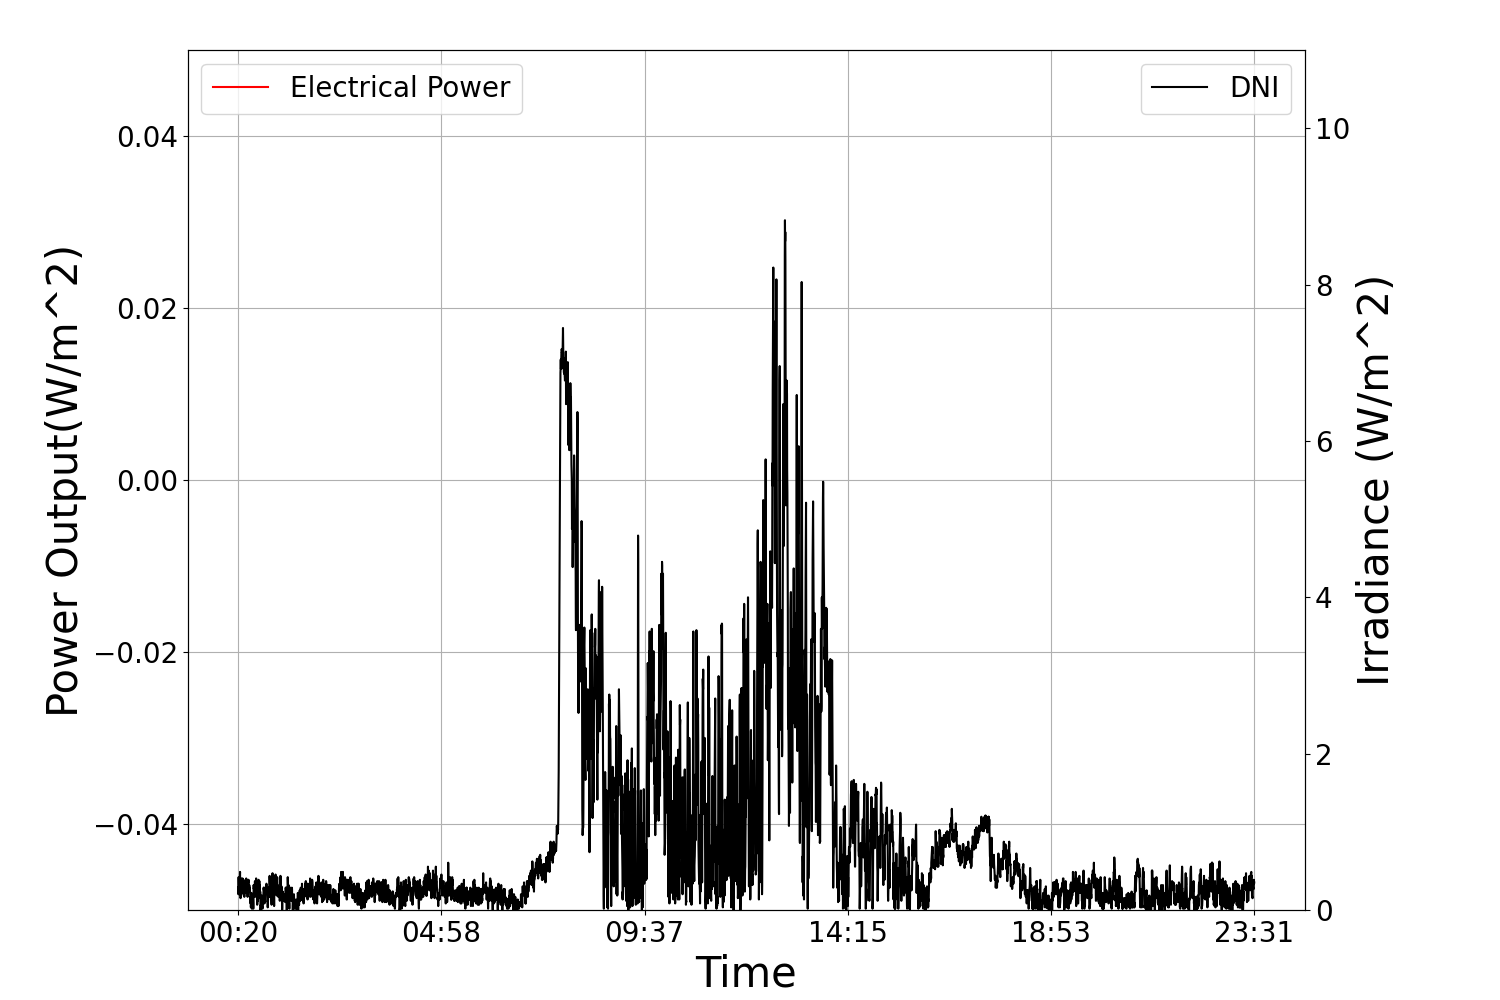 Electrical Power
DNI
0.04
0.02
0.00
−0.02
−0.04
Power Output(W/m^2)
10
8
6
4
2
0
Irradiance (W/m^2)
00:20 04:58 09:37 14:15 18:53 23:31
Time